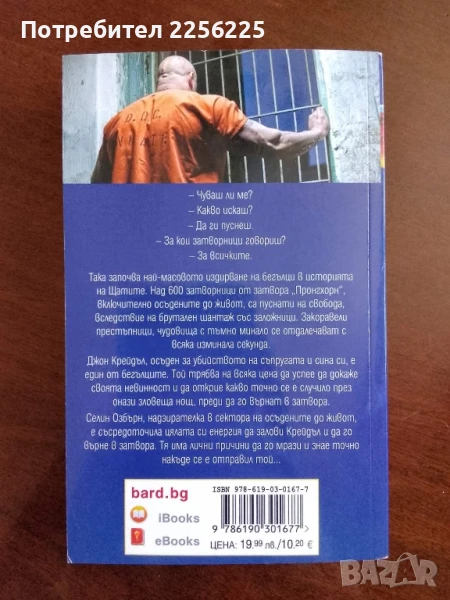 Потребител 2256225
D.O.C.
INMATE
– Чуваш ли ме?
– Какво искаш?
– Да ги пуснеш.
– За кои затворници говориш?
– За всичките.
Така започва най-масовото издирване на бегълци в историята
на Щатите. Над 600 затворници от затвора „Пронгхорн",
включително осъдените до живот, са пуснати на свобода,
вследствие на брутален шантаж със заложници. Закоравели
престъпници, чудовища с тъмно минало се отдалечават с
всяка изминала секунда.
Джон Крейдъл, осъден за убийството на съпругата и сина си, е
един от бегълците. Той трябва на всяка цена да успее да докаже
своята невинност и да открие какво точно се е случило през
онази зловеща нощ, преди да го върнат в затвора.
Селин Озбърн, надзирателка в сектора на осъдените до живот,
е съсредоточила цялата си енергия да залови Крейдъл и да го
върне в затвора. Тя има лични причини да го мрази и знае точно
накъде се е отправил той...
bard.bg
iBooks
eBooks
ISBN 978-619-03-0167-7
9 786190 301677 >
ЦЕНА: 19,99 лв./10,20 €
BAZAR